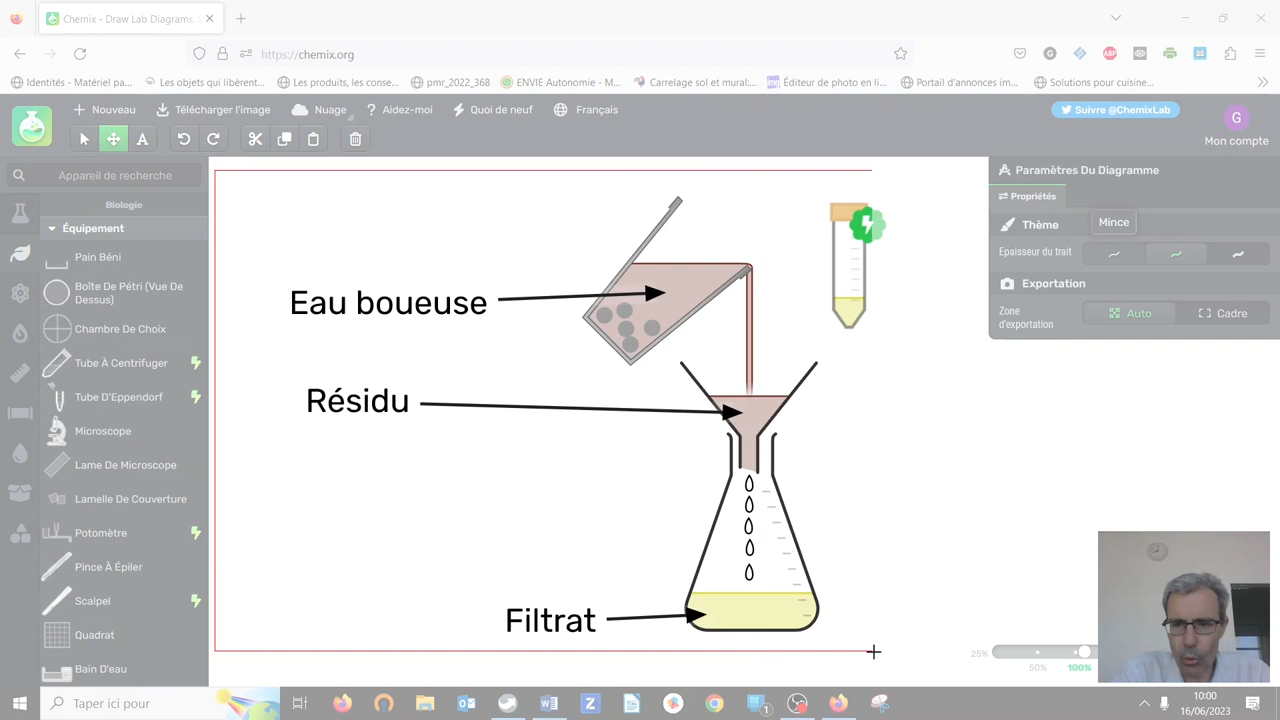 Chemix - Draw Lab Diagrams. S
https://chemix.org
Identités - Matériel pa...
Les objets qui libèrent...
Les produits, les conse...
pmr_2022_368
ENVIE Autonomie - M...
Carrelage sol et mural:...
Éditeur de photo en li...
Portail d'annonces im...
Solutions pour cuisine...
Nouveau
Télécharger l'image
Nuage
Aidez-moi
Quoi de neuf
Français
Suivre @ChemixLab
G
Mon compte
Appareil de recherche
Biologie
Équipement
Pain Béni
Boîte De Pétri (Vue De
Dessus)
Chambre De Choix
Tube À Centrifuger
Tube D'Eppendorf
Microscope
Lame De Microscope
Lamelle De Couverture
Potomètre
Pince À Épiler
Scalpel
Quadrat
Bain D'eau
Eau boueuse
Résidu
Filtrat
Paramètres Du Diagramme
Propriétés
Thème
Mince
Epaisseur du trait
Exportation
Zone
d'exportation
Auto
Cadre
25%
50%
100%
Taper ici pour
10:00
16/06/2023